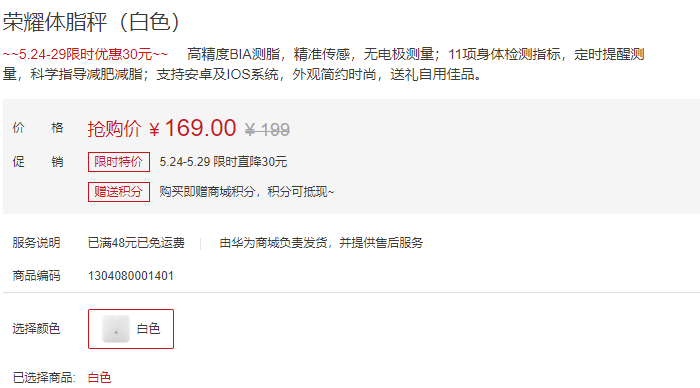 荣耀体脂秤（白色）
~~5.24-29限时优惠30元~~ 高精度BIA测脂，精准传感，无电极测量；11项身体检测指标，定时提醒测
量，科学指导减肥减脂；支持安卓及IOS系统，外观简约时尚，送礼自用佳品。
价 格 抢购价 ¥ 169.00 ¥ 199
促 销 限时特价 5.24-5.29 限时直降30元
赠送积分 购买即赠商城积分，积分可抵现~
服务说明 已满48元已免运费 由华为商城负责发货，并提供售后服务
商品编码 1304080001401
选择颜色 白色
已选择商品: 白色